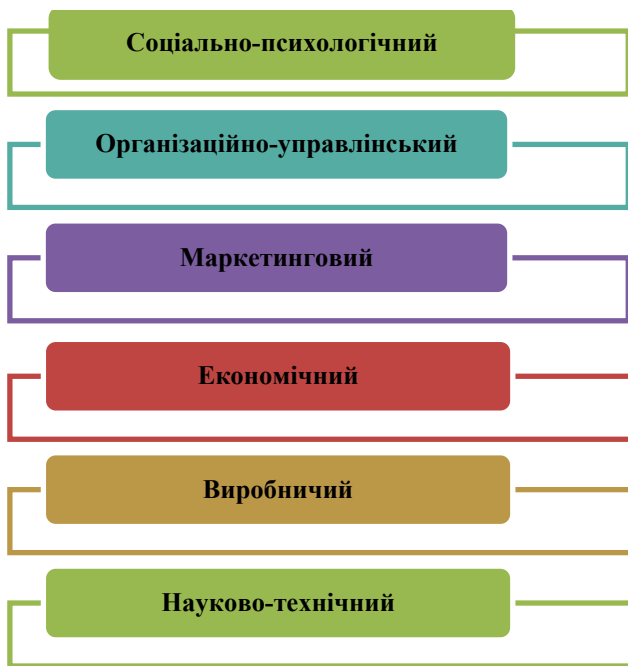 Соціально-психологічний
Організаційно-управлінський
Маркетинговий
Економічний
Виробничий
Науково-технічний